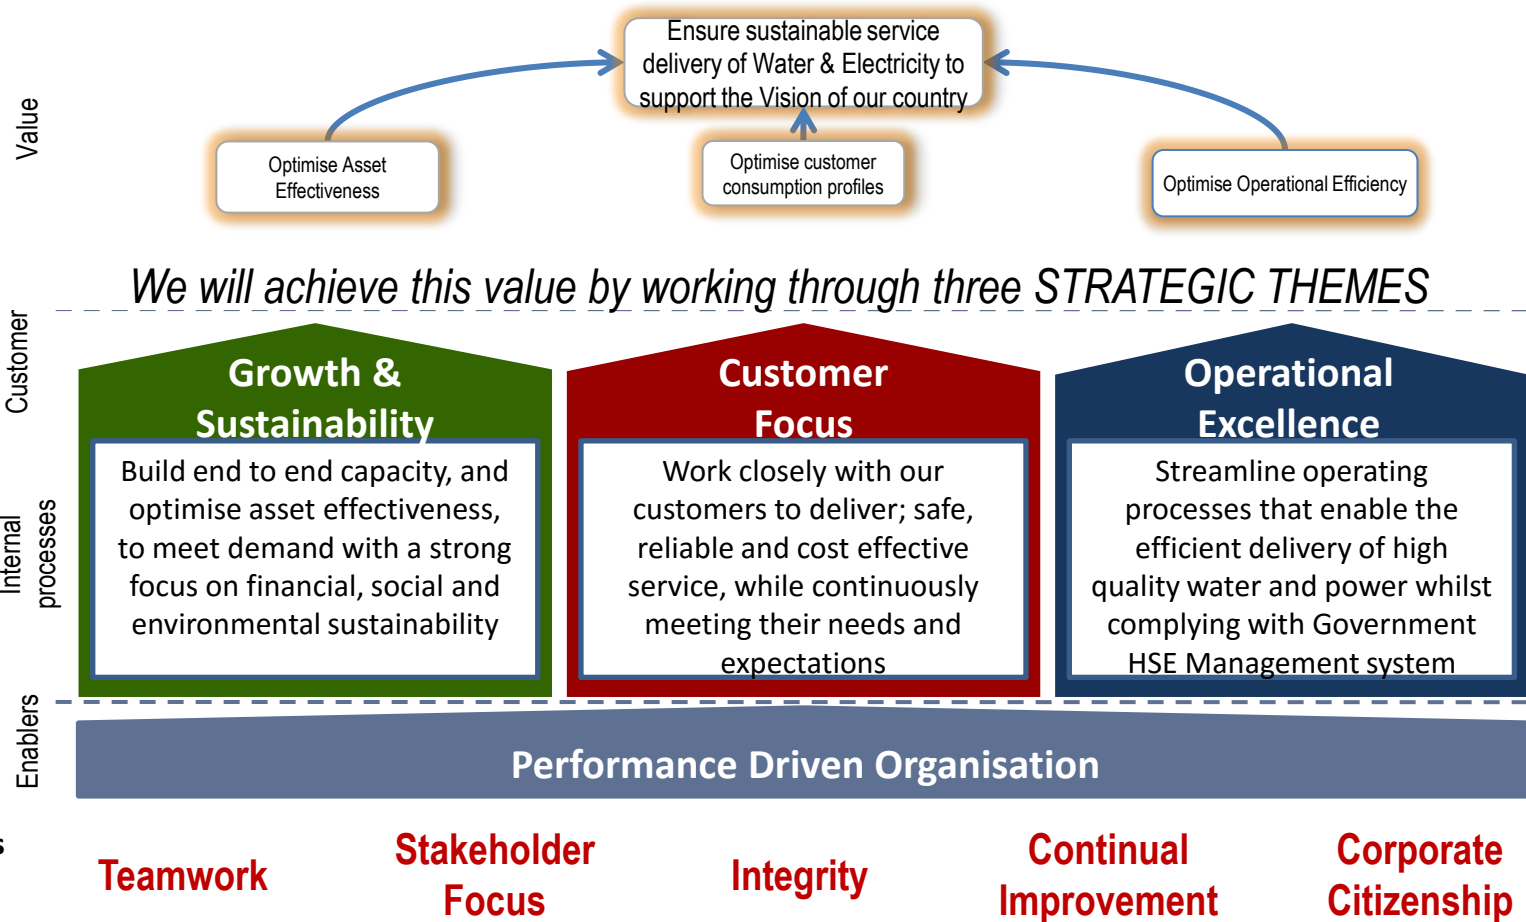 Ensure sustainable service
delivery of Water & Electricity to
support the Vision of our country
Value
Optimise Asset
Effectiveness
Optimise customer
consumption profiles
Optimise Operational Efficiency
We will achieve this value by working through three STRATEGIC THEMES
Customer
Growth &
Sustainability
Customer
Focus
Operational
Excellence
Internal
processes
Build end to end capacity, and
optimise asset effectiveness,
to meet demand with a strong
focus on financial, social and
environmental sustainability
Work closely with our
customers to deliver; safe,
reliable and cost effective
service, while continuously
meeting their needs and
expectations
Streamline operating
processes that enable the
efficient delivery of high
quality water and power whilst
complying with Government
HSE Management system
Enablers
Performance Driven Organisation
Teamwork
Stakeholder
Focus
Integrity
Continual
Improvement
Corporate
Citizenship